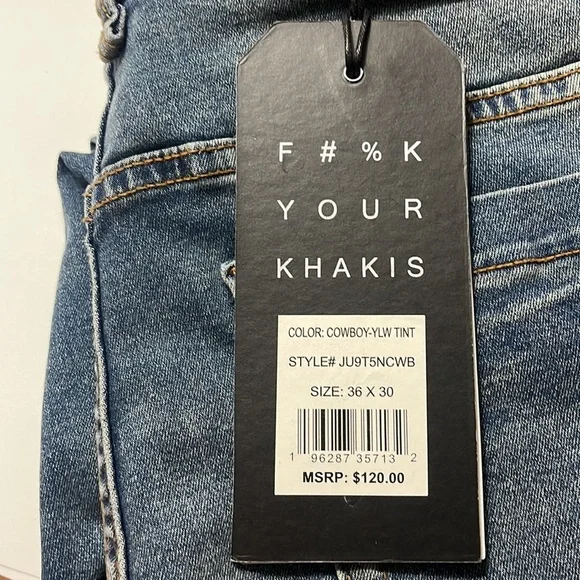 F # % K
YOUR
KHAKIS
COLOR: COWBOY-YLW TINT
STYLE# JU9T5NCWB
SIZE: 36 X 30
1 96287 35713 2
MSRP: $120.00